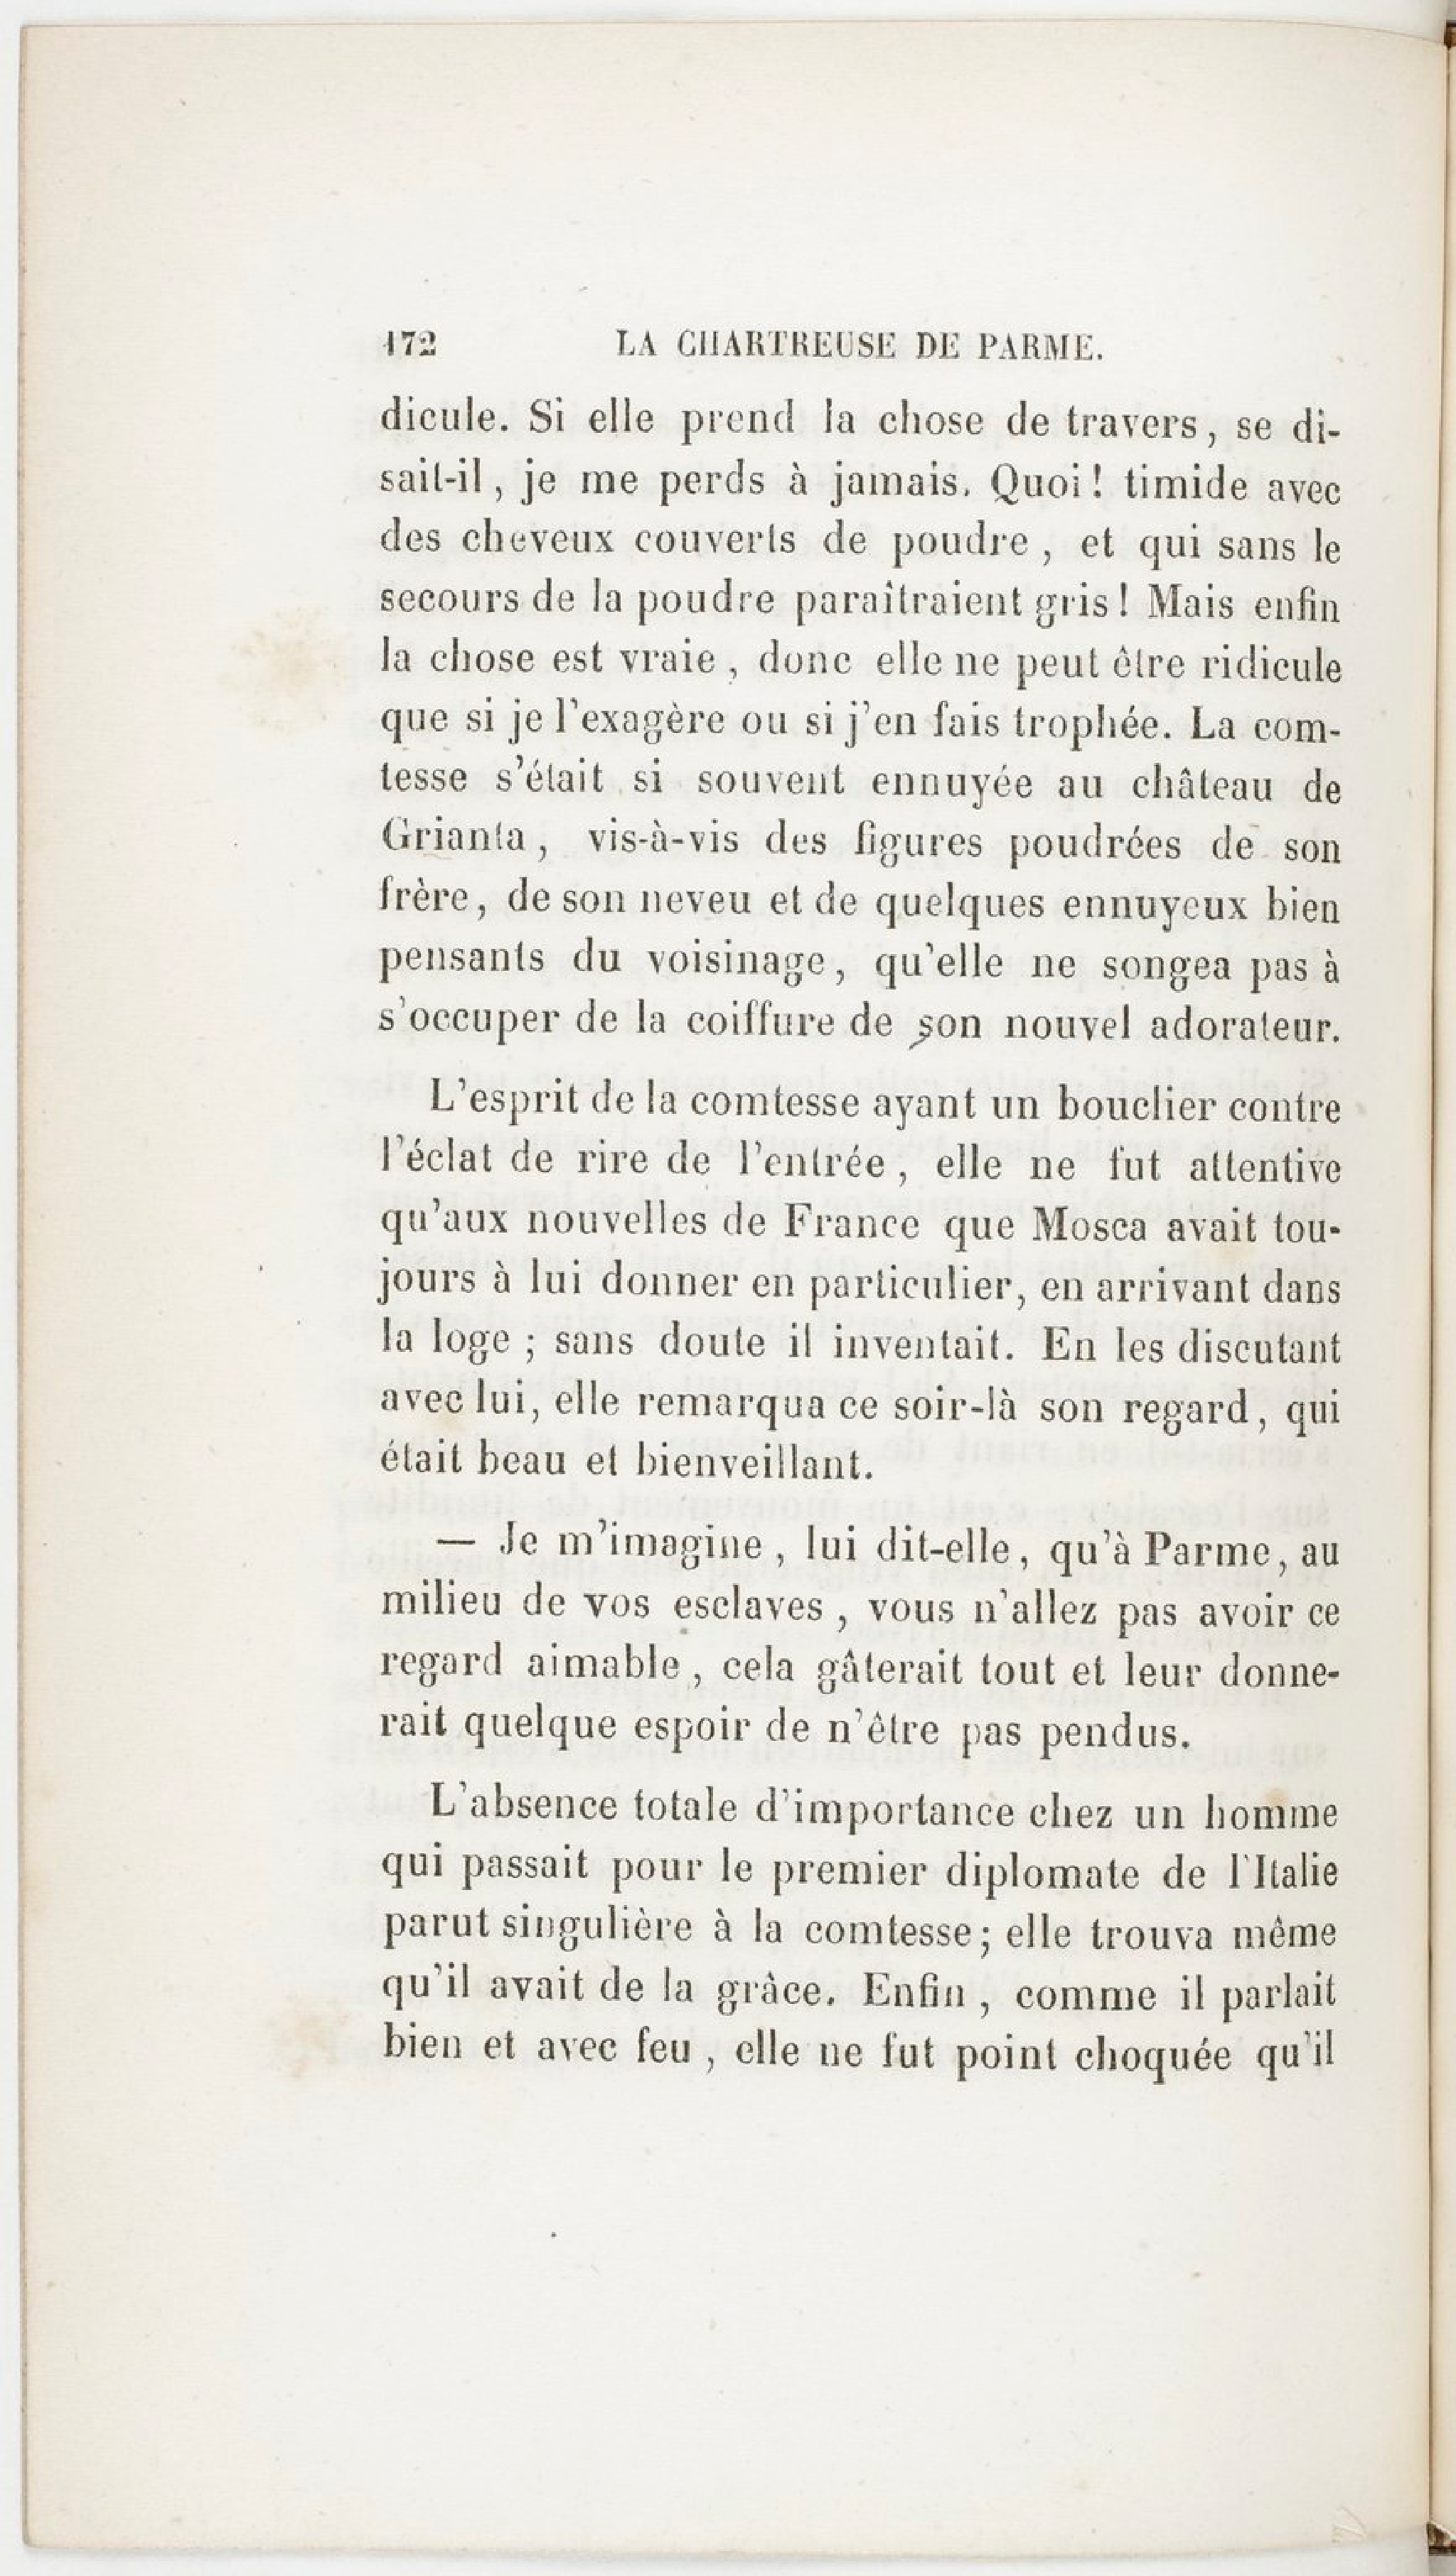 172 LA CHARTREUSE DE PARME.
dicule. Si elle prend la chose de travers, se di-
sait-il, je me perds à jamais. Quoi! timide avec
des cheveux couverts de poudre, et qui sans le
secours de la poudre paraîtraient gris! Mais enfin
la chose est vraie, donc elle ne peut être ridicule
que si je l'exagère ou si j'en fais trophée. La com-
tesse s'était si souvent ennuyée au château de
Grianta, vis-à-vis des figures poudrées de son
frère, de son neveu et de quelques ennuyeux bien
pensants du voisinage, qu'elle ne songea pas à
s'occuper de la coiffure de son nouvel adorateur.
L'esprit de la comtesse ayant un bouclier contre
l'éclat de rire de l'entrée, elle ne fut attentive
qu'aux nouvelles de France que Mosca avait tou-
jours à lui donner en particulier, en arrivant dans
la loge; sans doute il inventait. En les discutant
avec lui, elle remarqua ce soir-là son regard, qui
était beau et bienveillant.
— Je m'imagine, lui dit-elle, qu'à Parme, au
milieu de vos esclaves, vous n'allez pas avoir ce
regard aimable, cela gâterait tout et leur donne-
rait quelque espoir de n'être pas pendus.
L'absence totale d'importance chez un homme
qui passait pour le premier diplomate de l'Italie
parut singulière à la comtesse; elle trouva même
qu'il avait de la grâce. Enfin, comme il parlait
bien et avec feu, elle ne fut point choquée qu'il